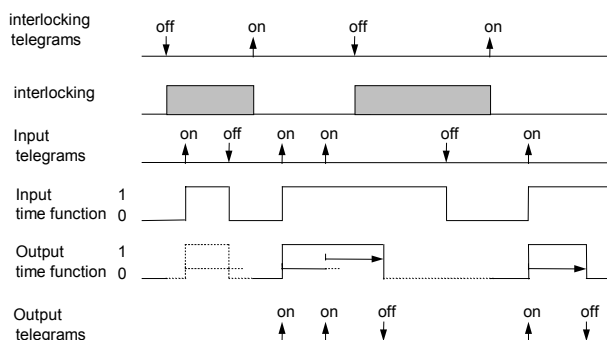 interlocking
telegrams
off on off on
interlocking
Input
telegrams
on off on on off on
Input
time function
1
0
Output
time function
1
0
Output
telegrams
on on off on off